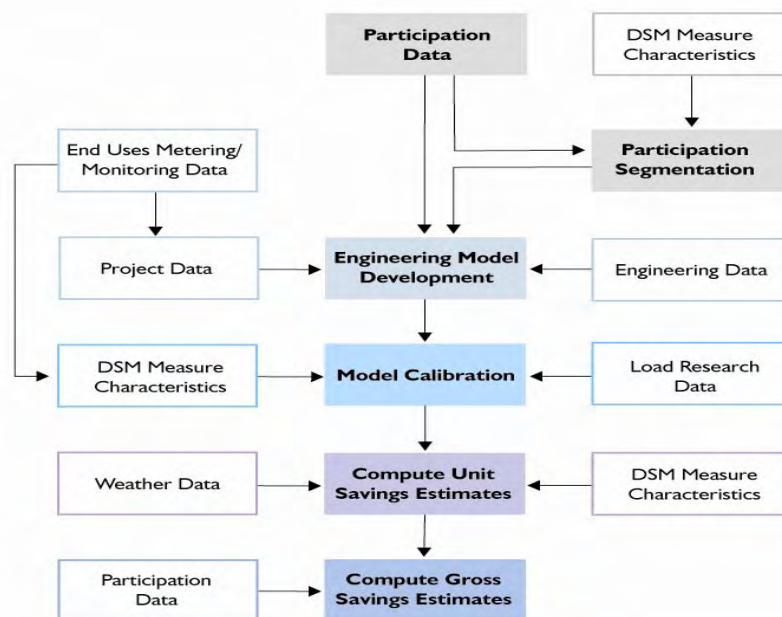 Participation
Data
DSM Measure
Characteristics
End Uses Metering/
Monitoring Data
Participation
Segmentation
Project Data
Engineering Model
Development
Engineering Data
DSM Measure
Characteristics
Model Calibration
Load Research
Data
Weather Data
Compute Unit
Savings Estimates
DSM Measure
Characteristics
Participation
Data
Compute Gross
Savings Estimates